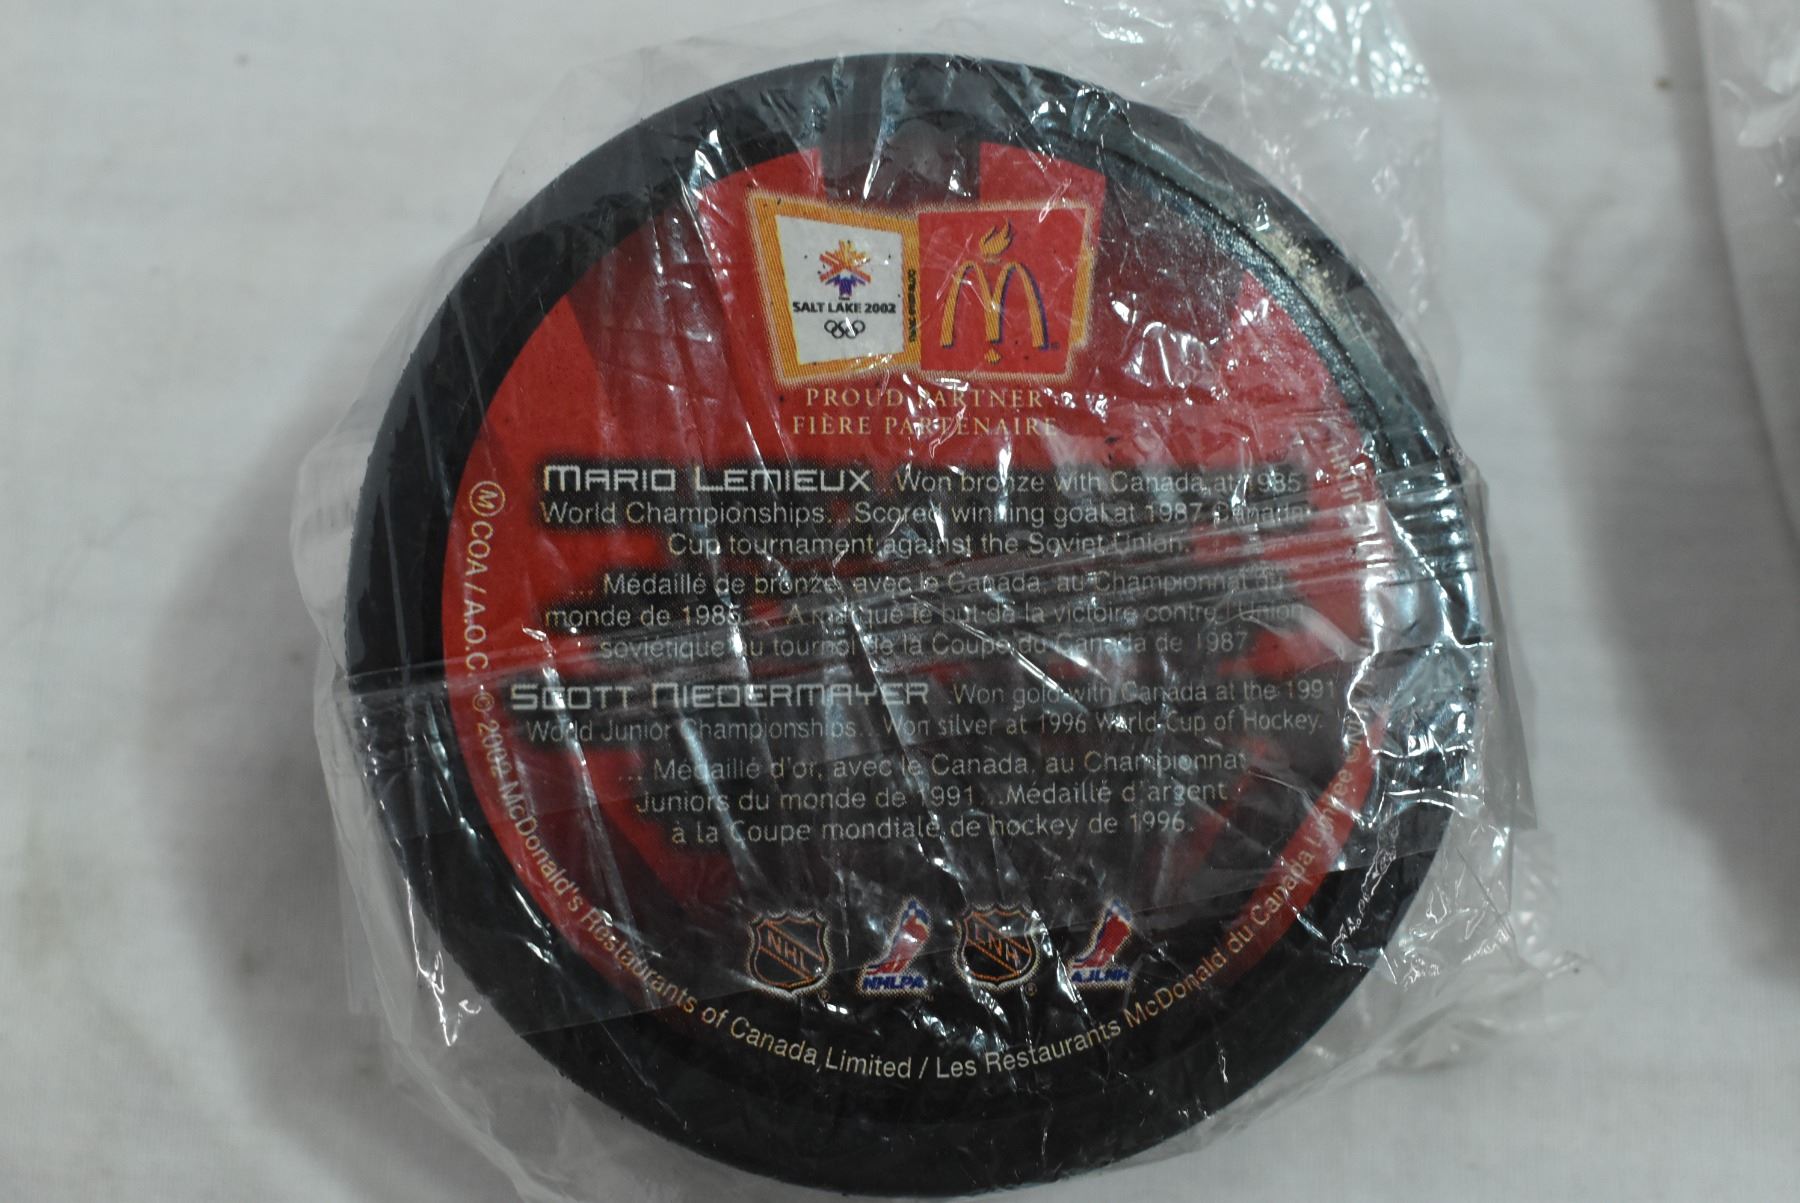 SALT LAKE 2002
PROUD PARTNER
FIÈRE PARTENAIRE
MARIO LEMIEUX Won bronze with Canada at 1985
World Championships...Scored winning goal at 1987 Canada
Cup tournament against the Soviet Union.
... Médaillé de bronze, avec le Canada, au Championnat du
monde de 1985... A marqué le but de la victoire contre l'Union
soviétique au tournoi de la Coupe du Canada de 1987
SCOTT NIEDERMAYER Won gold with Canada at the 1991
World Junior Championships...Won silver at 1996 World Cup of Hockey.
... Médaillé d'or, avec le Canada, au Championnat
Juniors du monde de 1991...Médaillé d'argent
à la Coupe mondiale de hockey de 1996.
NHL
NHLPA
LNH
AJLNH
M COA / A.O.C. © 2002 McDonald's Restaurants of Canada Limited / Les Restaurants McDonald du Canada Limitée